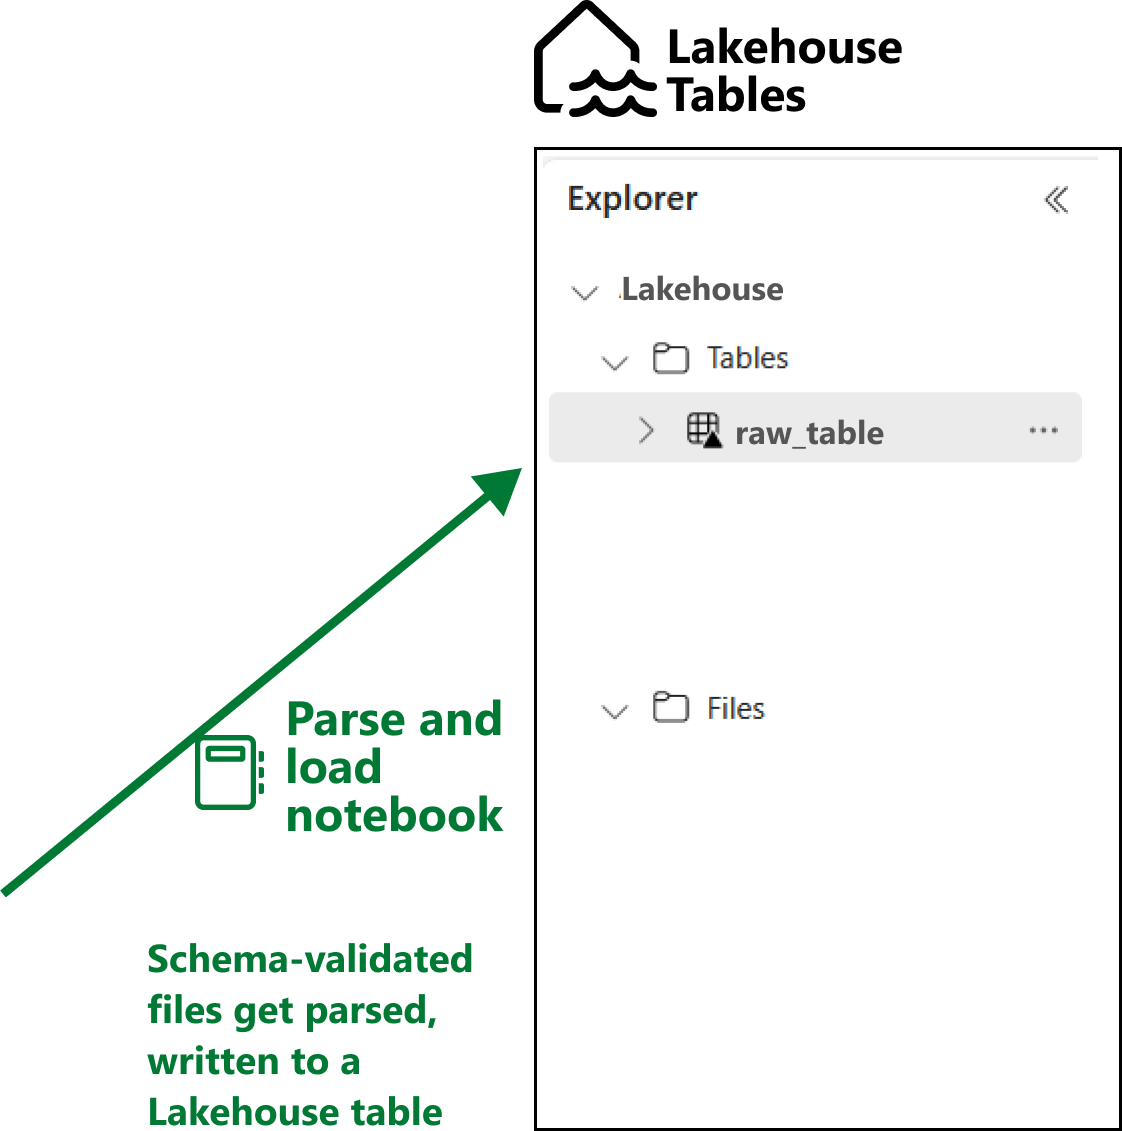 Lakehouse
Tables
Explorer
Lakehouse
Tables
raw_table
Files
Parse and
load
notebook
Schema-validated
files get parsed,
written to a
Lakehouse table